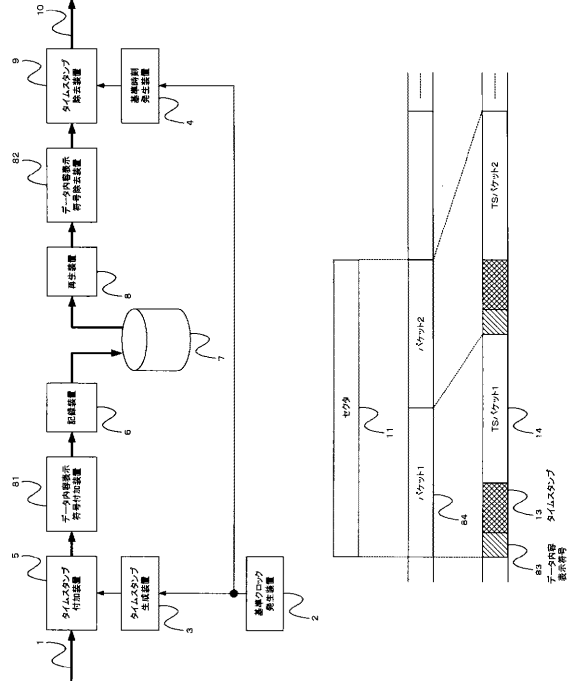 1
タイムスタンプ
付加装置
5
データ内容表示
符号付加装置
81
記録装置
6
7
再生装置
8
データ内容表示
符号除去装置
82
タイムスタンプ
除去装置
9
10
タイムスタンプ
生成装置
3
基準時刻
発生装置
4
基準クロック
発生装置
2
セクタ
11
パケット1
パケット2
84
TSパケット1
TSパケット2
83
データ内容
表示符号
13
タイムスタンプ
14